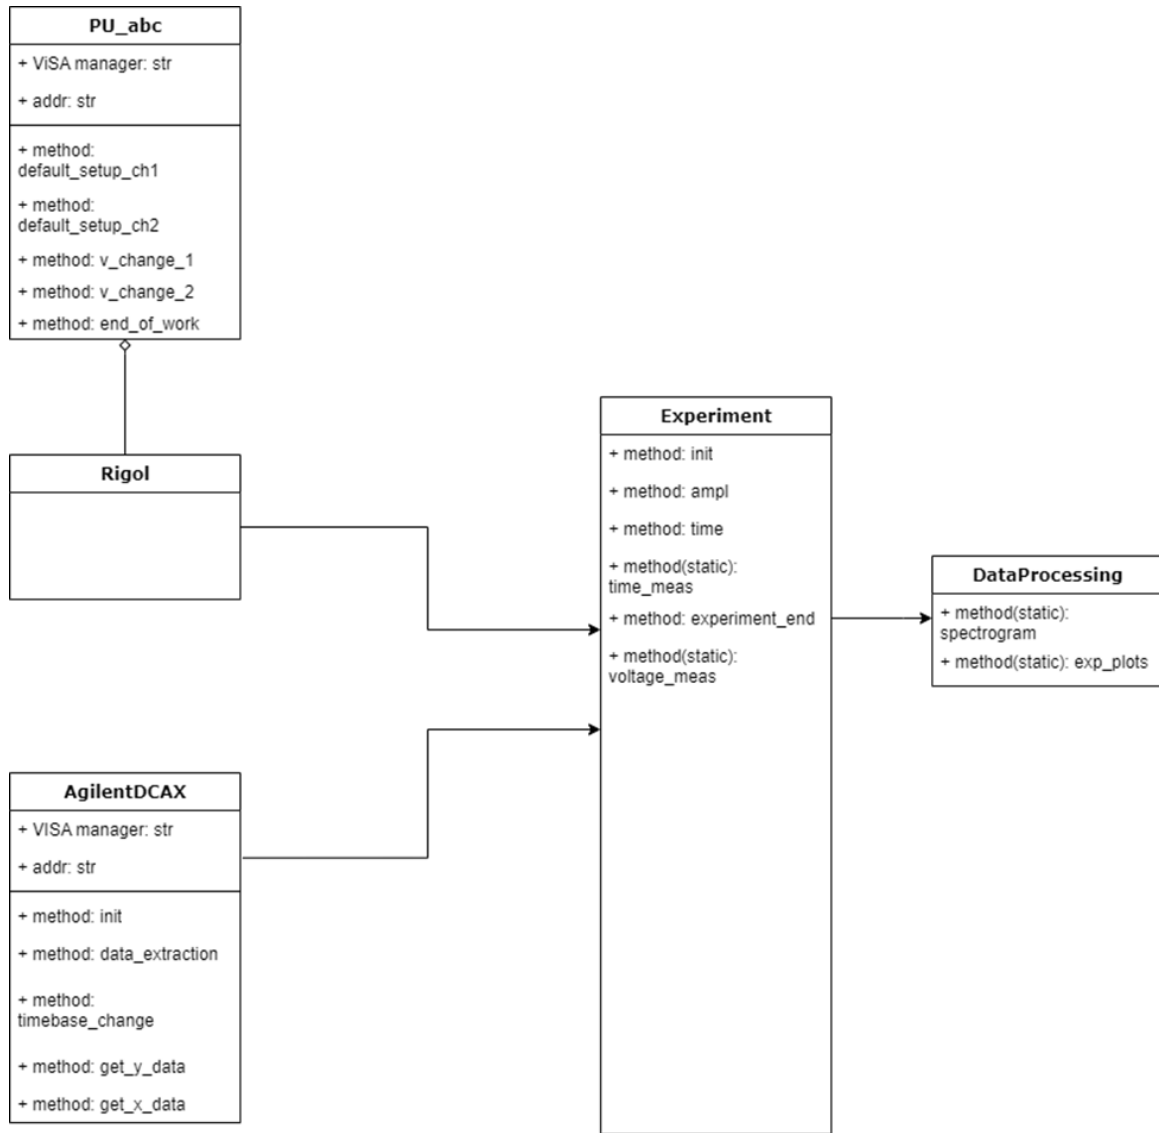 PU_abc
+ ViSA manager: str
+ addr: str
+ method:
default_setup_ch1
+ method:
default_setup_ch2
+ method: v_change_1
+ method: v_change_2
+ method: end_of_work
Rigol
AgilentDCAX
+ VISA manager: str
+ addr: str
+ method: init
+ method: data_extraction
+ method:
timebase_change
+ method: get_y_data
+ method: get_x_data
Experiment
+ method: init
+ method: ampl
+ method: time
+ method(static):
time_meas
+ method: experiment_end
+ method(static):
voltage_meas
DataProcessing
+ method(static):
spectrogram
+ method(static): exp_plots